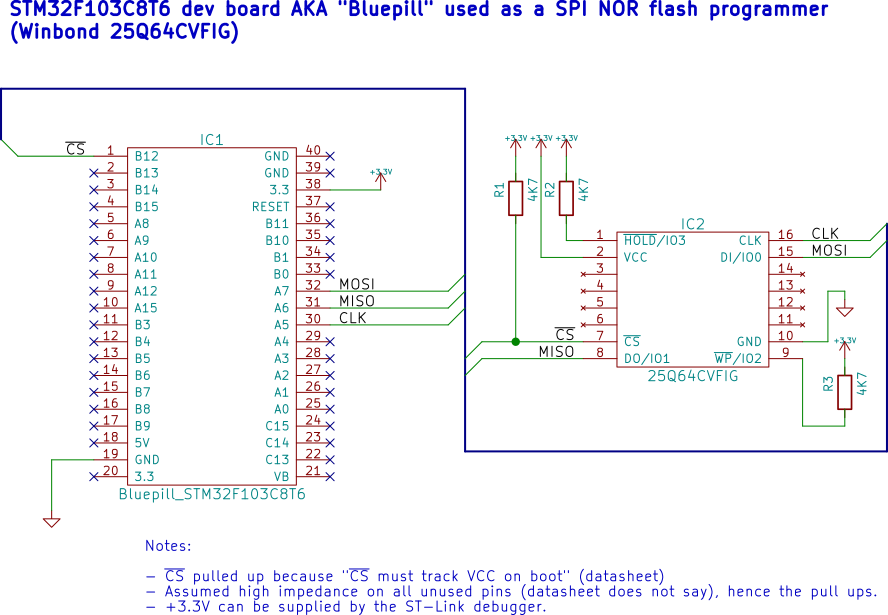 STM32F103C8T6 dev board AKA "Bluepill" used as a SPI NOR flash programmer
(Winbond 25Q64CVFIG)
IC1
CS 1 B12 GND 40
2 B13 GND 39
3 B14 3.3 38 +3.3V
4 B15 RESET 37
5 A8 B11 36
6 A9 B10 35
7 A10 B1 34
8 A11 B0 33
9 A12 A7 32 MOSI
10 A15 A6 31 MISO
11 B3 A5 30 CLK
12 B4 A4 29
13 B5 A3 28
14 B6 A2 27
15 B7 A1 26
16 B8 A0 25
17 B9 C15 24
18 5V C14 23
19 GND C13 22
20 3.3 VB 21
Bluepill_STM32F103C8T6
+3.3V +3.3V +3.3V
R1 4K7 R2 4K7
IC2
1 HOLD/IO3 CLK 16 CLK
2 VCC DI/IO0 15 MOSI
3 14
4 13
5 12
6 11
CS 7 CS GND 10
MISO 8 DO/IO1 WP/IO2 9
+3.3V
R3 4K7
25Q64CVFIG
Notes:
- CS pulled up because "CS must track VCC on boot" (datasheet)
- Assumed high impedance on all unused pins (datasheet does not say), hence the pull ups.
- +3.3V can be supplied by the ST-Link debugger.